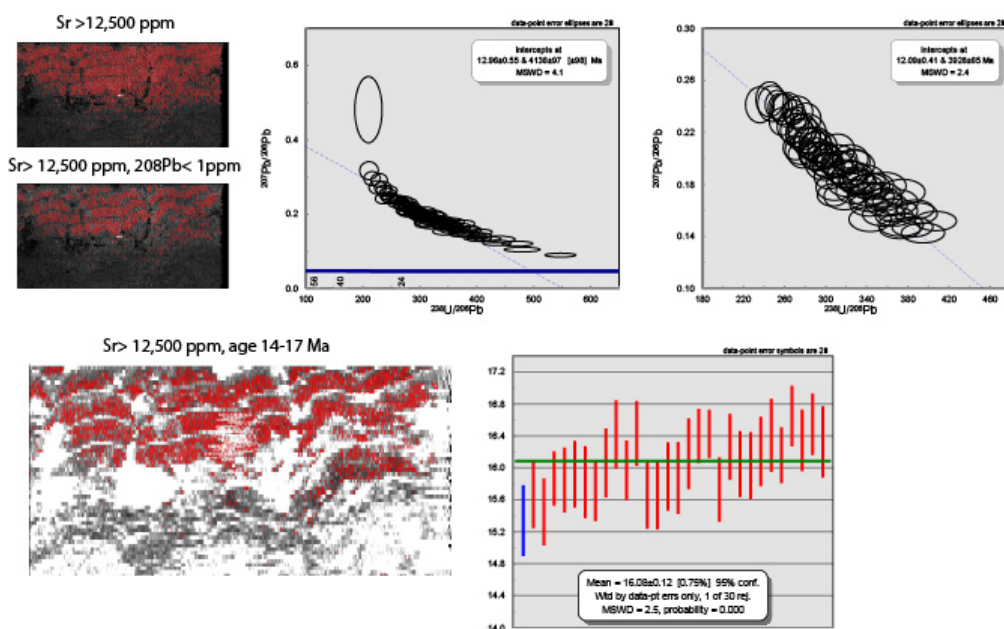 Sr >12,500 ppm
Sr> 12,500 ppm, 208Pb< 1ppm
data-point error ellipses are 2σ
Intercepts at
12.96±0.55 & 4136±97 [±98] Ma
MSWD = 4.1
207Pb/206Pb
0.8
0.6
0.4
0.2
0.0
56
40
24
100
200
300
400
500
600
238U/206Pb
data-point error ellipses are 2σ
Intercepts at
12.09±0.41 & 3926±65 Ma
MSWD = 2.4
207Pb/206Pb
0.30
0.26
0.22
0.18
0.14
0.10
180
220
260
300
340
380
420
460
238U/206Pb
Sr> 12,500 ppm, age 14-17 Ma
data-point error symbols are 2σ
17.2
16.8
16.4
16.0
15.6
15.2
14.8
14.4
14.0
Mean = 16.08±0.12 [0.75%] 95% conf.
Wtd by data-pt errs only, 1 of 30 rej.
MSWD = 2.5, probability = 0.000